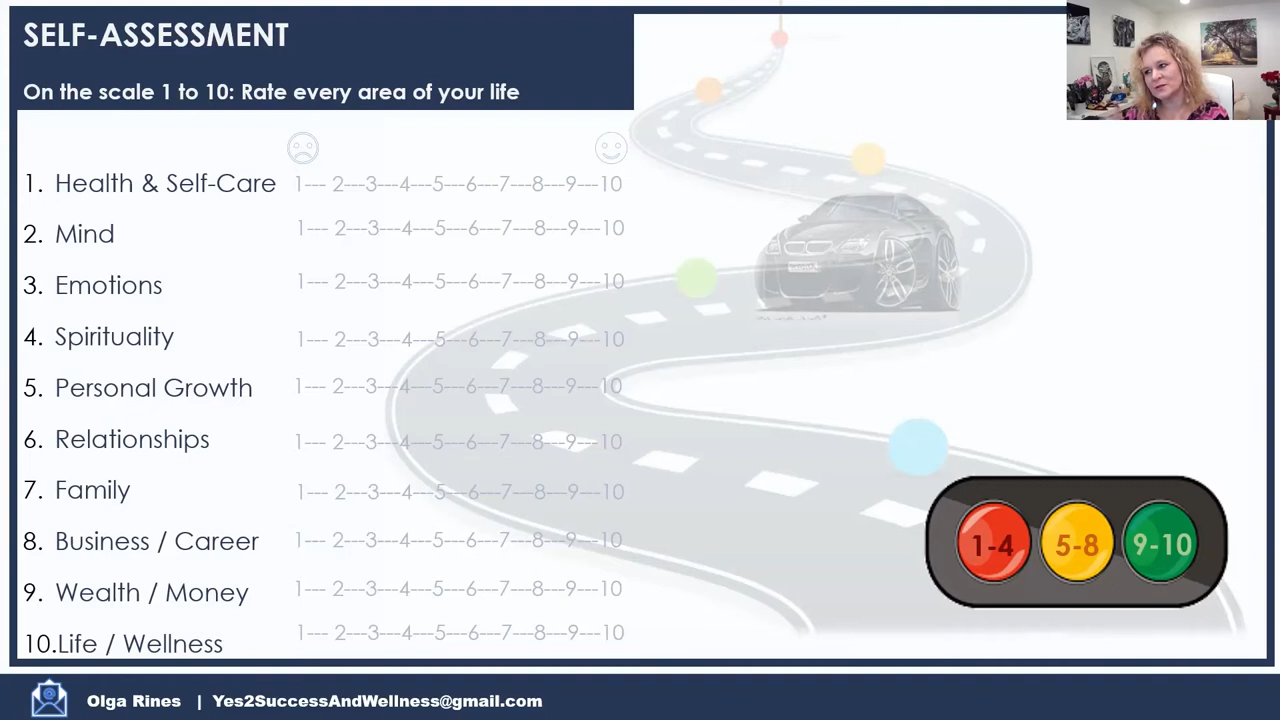 SELF-ASSESSMENT
On the scale 1 to 10: Rate every area of your life
1. Health & Self-Care 1--- 2---3---4---5---6---7---8---9---10
2. Mind 1--- 2---3---4---5---6---7---8---9---10
3. Emotions 1--- 2---3---4---5---6---7---8---9---10
4. Spirituality 1--- 2---3---4---5---6---7---8---9---10
5. Personal Growth 1--- 2---3---4---5---6---7---8---9---10
6. Relationships 1--- 2---3---4---5---6---7---8---9---10
7. Family 1--- 2---3---4---5---6---7---8---9---10
8. Business / Career 1--- 2---3---4---5---6---7---8---9---10
9. Wealth / Money 1--- 2---3---4---5---6---7---8---9---10
10.Life / Wellness 1--- 2---3---4---5---6---7---8---9---10
1-4 5-8 9-10
Olga Rines | Yes2SuccessAndWellness@gmail.com